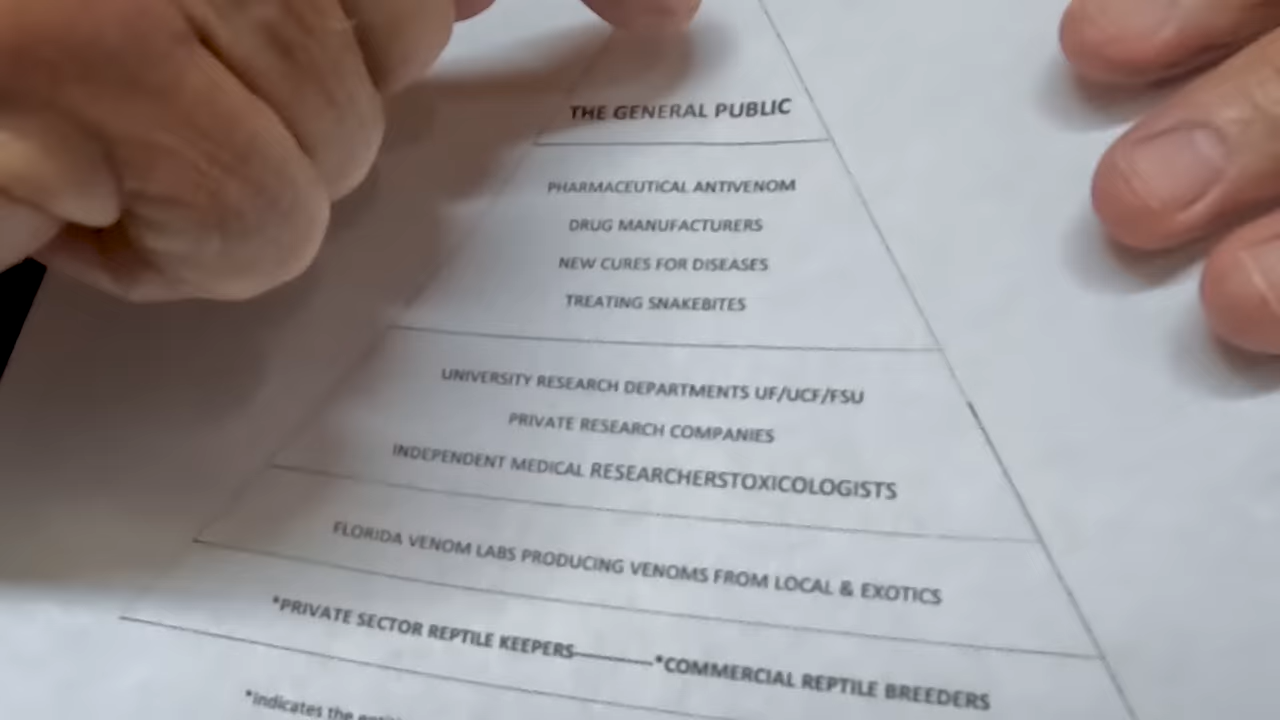 THE GENERAL PUBLIC
PHARMACEUTICAL ANTIVENOM
DRUG MANUFACTURERS
NEW CURES FOR DISEASES
TREATING SNAKEBITES
UNIVERSITY RESEARCH DEPARTMENTS UF/UCF/FSU
PRIVATE RESEARCH COMPANIES
INDEPENDENT MEDICAL RESEARCHERSTOXICOLOGISTS
FLORIDA VENOM LABS PRODUCING VENOMS FROM LOCAL & EXOTICS
*PRIVATE SECTOR REPTILE KEEPERS————*COMMERCIAL REPTILE BREEDERS
*Indicates the